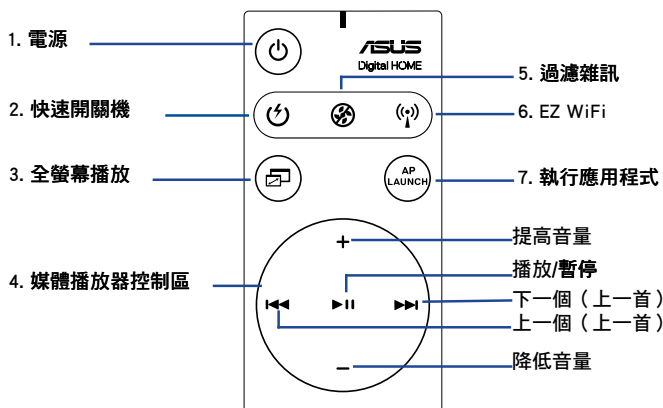 1. 電源
ASUS
Digital HOME
5. 過濾雜訊
2. 快速開關機
6. EZ WiFi
3. 全螢幕播放
AP
LAUNCH
7. 執行應用程式
提高音量
4. 媒體播放器控制區
播放/暫停
下一個（上一首）
上一個（上一首）
降低音量